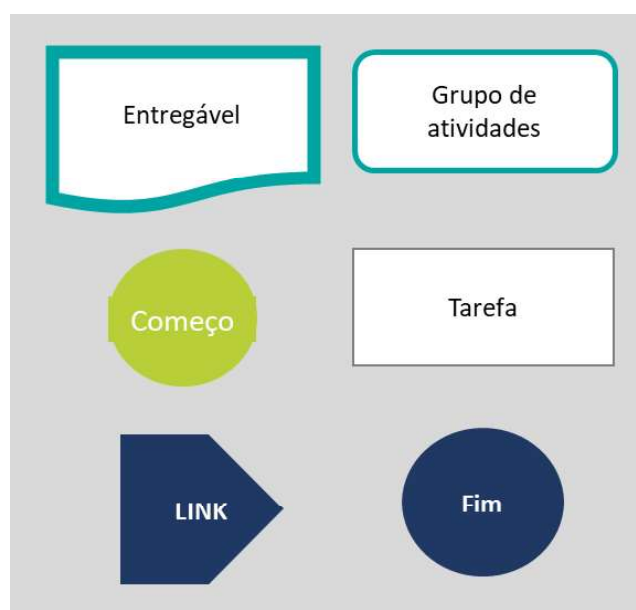 Entregável
Grupo de
atividades
Começo
Tarefa
LINK
Fim